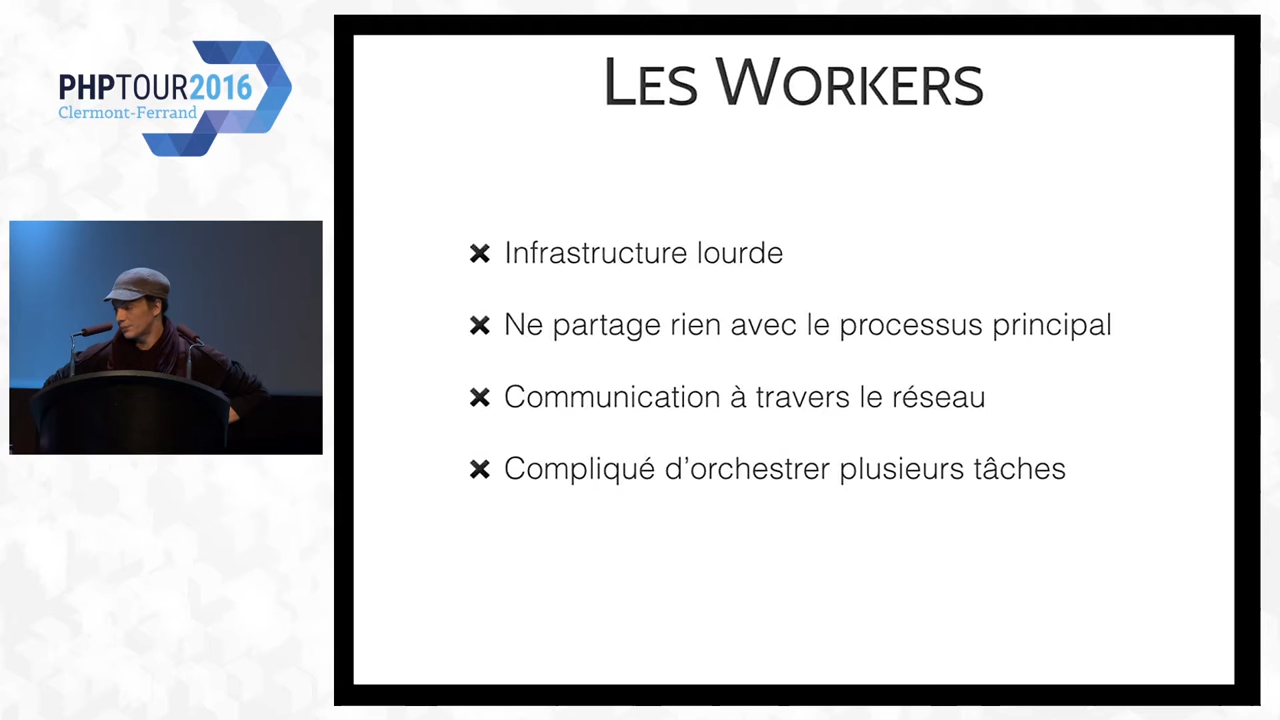 PHPTOUR2016
Clermont-Ferrand
LES WORKERS
Infrastructure lourde
Ne partage rien avec le processus principal
Communication à travers le réseau
Compliqué d’orchestrer plusieurs tâches